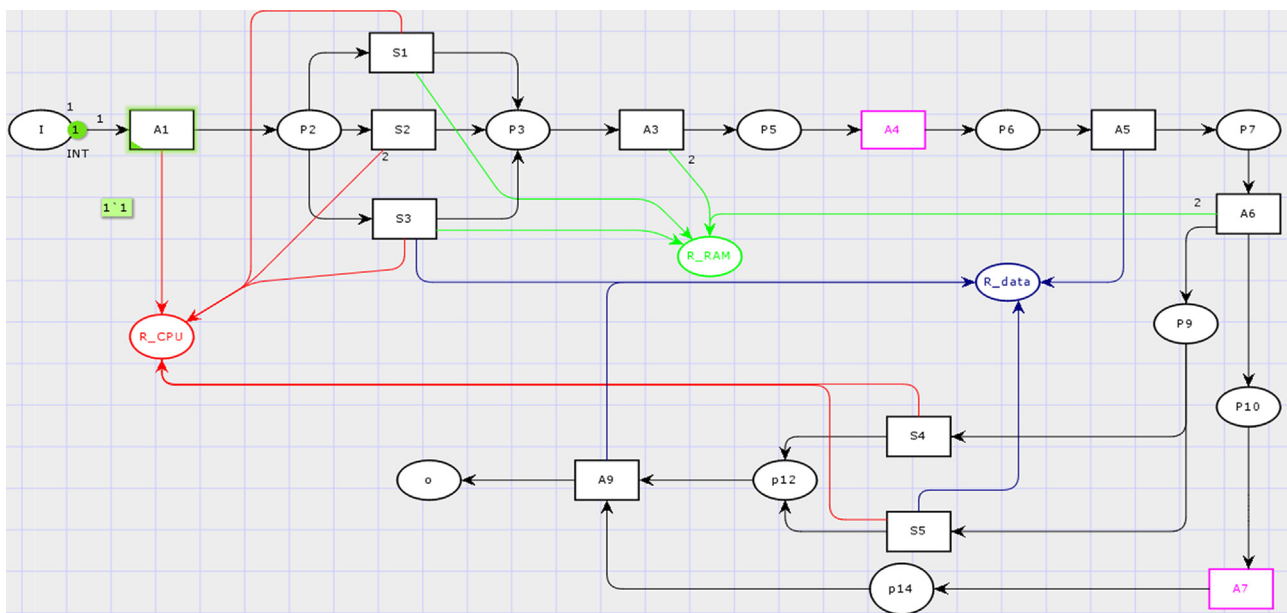 S1
1
1
I
1
A1
P2
S2
P3
A3
P5
A4
P6
A5
P7
INT
2
2
1`1
S3
2
A6
R_RAM
R_data
P9
R_CPU
P10
S4
o
A9
p12
S5
p14
A7